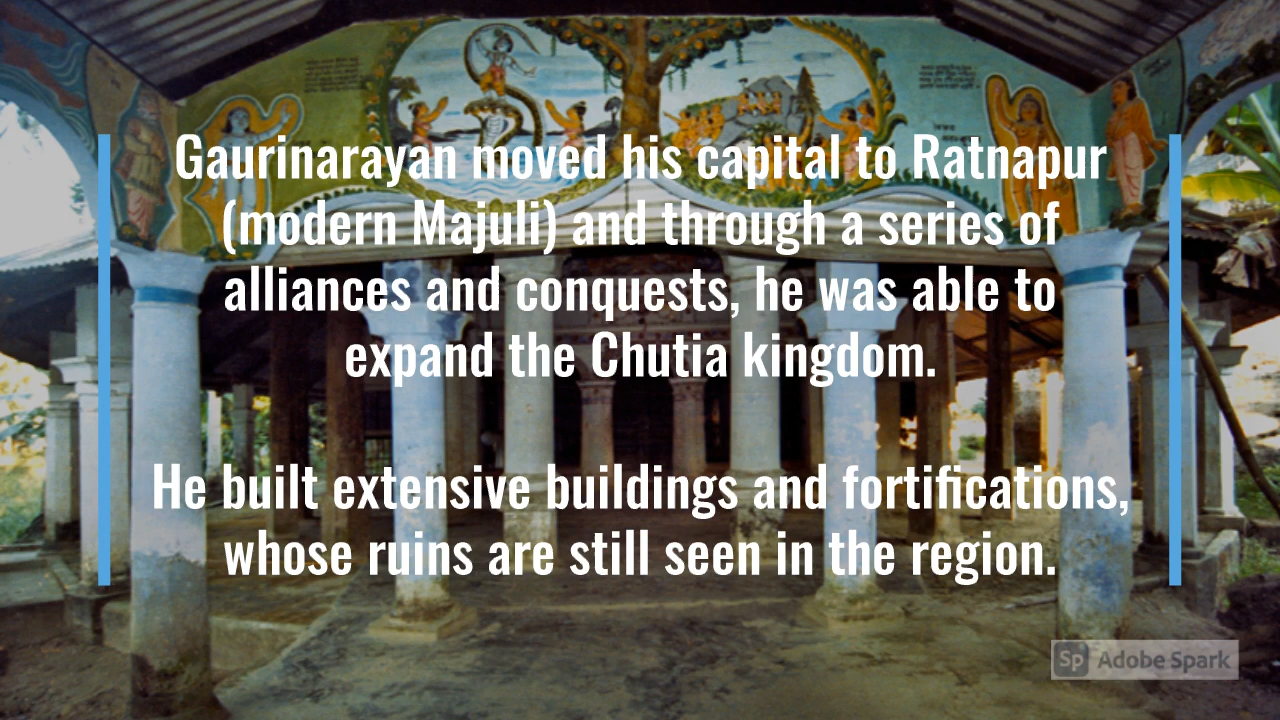 Gaurinarayan moved his capital to Ratnapur
(modern Majuli) and through a series of
alliances and conquests, he was able to
expand the Chutia kingdom.
He built extensive buildings and fortifications,
whose ruins are still seen in the region.
Sp Adobe Spark